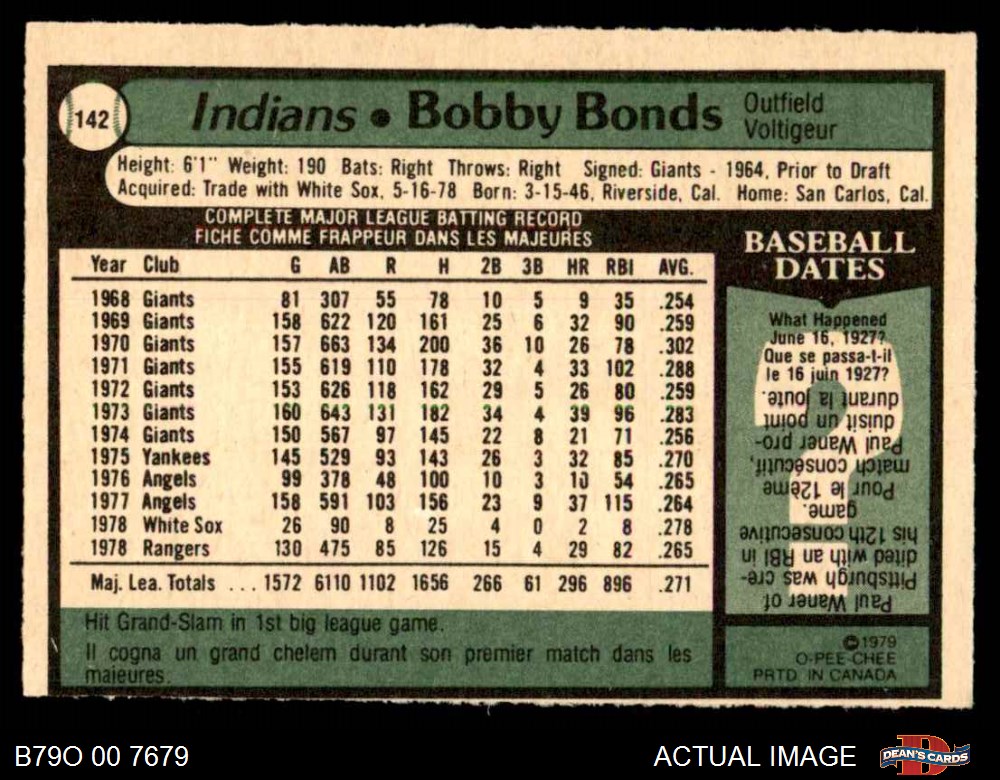 142
Indians • Bobby Bonds
Outfield
Voltigeur
Height: 6'1" Weight: 190 Bats: Right Throws: Right Signed: Giants - 1964, Prior to Draft
Acquired: Trade with White Sox, 5-16-78 Born: 3-15-46, Riverside, Cal. Home: San Carlos, Cal.
COMPLETE MAJOR LEAGUE BATTING RECORD
FICHE COMME FRAPPEUR DANS LES MAJEURES
Year Club G AB R H 2B 3B HR RBI AVG.
1968 Giants 81 307 55 78 10 5 9 35 .254
1969 Giants 158 622 120 161 25 6 32 90 .259
1970 Giants 157 663 134 200 36 10 26 78 .302
1971 Giants 155 619 110 178 32 4 33 102 .288
1972 Giants 153 626 118 162 29 5 26 80 .259
1973 Giants 160 643 131 182 34 4 39 96 .283
1974 Giants 150 567 97 145 22 8 21 71 .256
1975 Yankees 145 529 93 143 26 3 32 85 .270
1976 Angels 99 378 48 100 10 3 10 54 .265
1977 Angels 158 591 103 156 23 9 37 115 .264
1978 White Sox 26 90 8 25 4 0 2 8 .278
1978 Rangers 130 475 85 126 15 4 29 82 .265
Maj. Lea. Totals ... 1572 6110 1102 1656 266 61 296 896 .271
Hit Grand-Slam in 1st big league game.
Il cogna un grand chelem durant son premier match dans les
majeures.
BASEBALL
DATES
What Happened
June 16, 1927?
Que se passa-t-il
le 16 juin 1927?
Paul Waner of
Pittsburgh was cre-
dited with an RBI in
his 12th consecutive
game.
Pour le 12ème
match consécutif,
Paul Waner pro-
duisit un point
durant la joute.
© 1979
O-PEE-CHEE
PRTD. IN CANADA
B79O 00 7679
ACTUAL IMAGE
DEAN'S CARDS